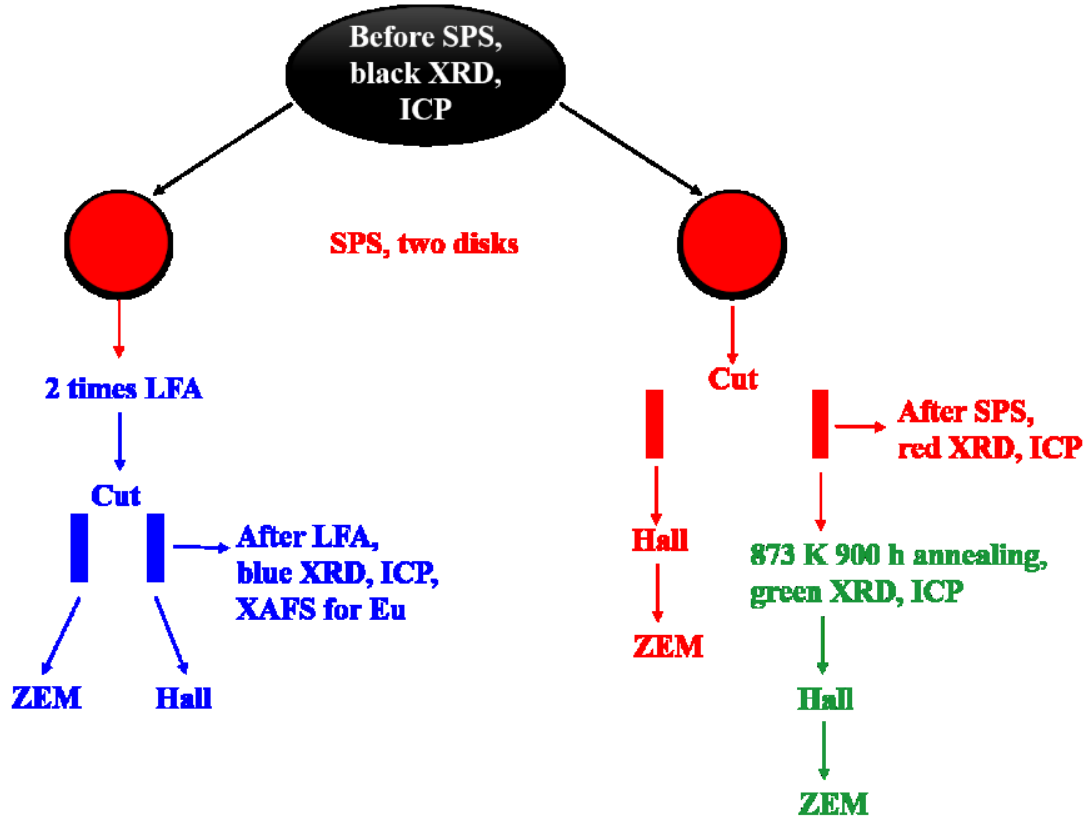 Before SPS,
black XRD,
ICP
SPS, two disks
2 times LFA
Cut
After LFA,
blue XRD, ICP,
XAFS for Eu
ZEM
Hall
Cut
After SPS,
red XRD, ICP
Hall
ZEM
873 K 900 h annealing,
green XRD, ICP
Hall
ZEM